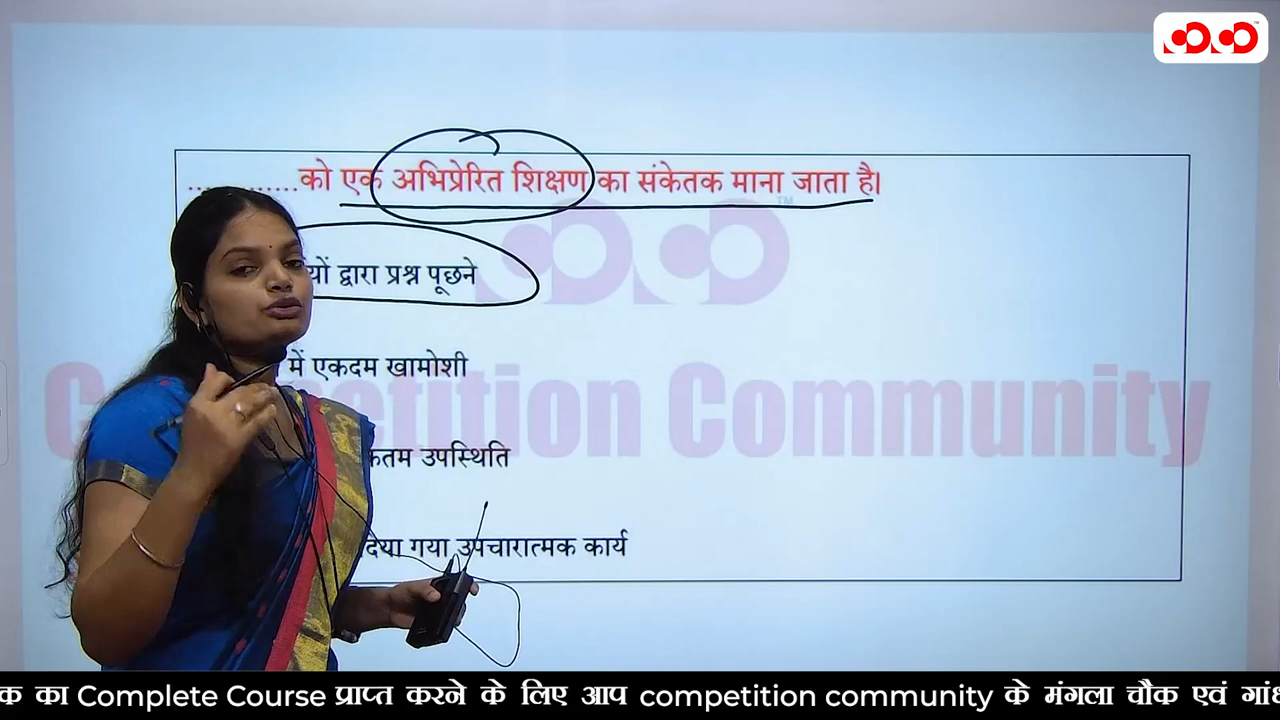 ............को एक अभिप्रेरित शिक्षण का संकेतक माना जाता है।
द्वारा प्रश्न पूछने
में एकदम खामोशी
उपस्थिति
गया उपचारात्मक कार्य
Competition Community
का Complete Course प्राप्त करने के लिए आप competition community के मंगला चौक एवं